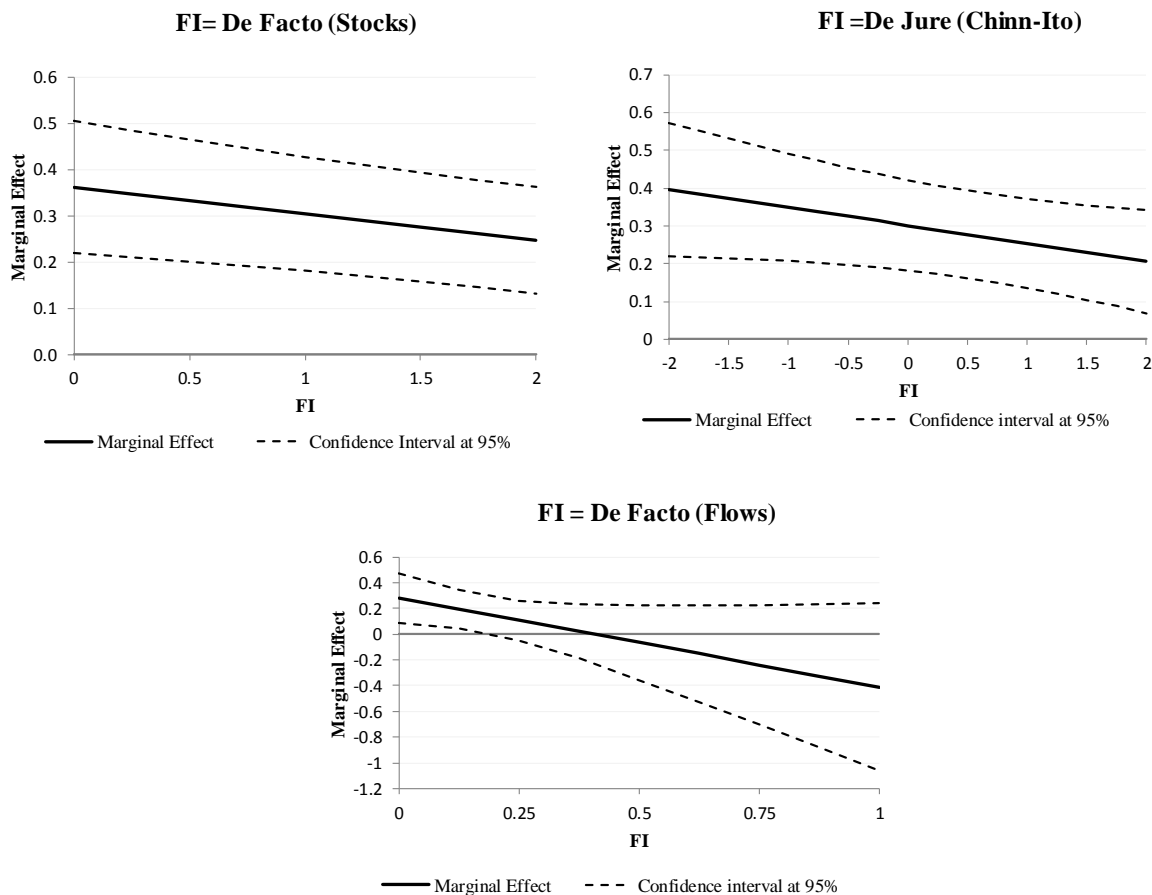 FI= De Facto (Stocks)
0.6
0.5
0.4
0.3
0.2
0.1
0.0
Marginal Effect
0
0.5
1
1.5
2
FI
Marginal Effect
Confidence Interval at 95%
FI =De Jure (Chinn-Ito)
0.7
0.6
0.5
0.4
0.3
0.2
0.1
0
Marginal Effect
-2
-1.5
-1
-0.5
0
0.5
1
1.5
2
FI
Marginal Effect
Confidence interval at 95%
FI = De Facto (Flows)
0.6
0.4
0.2
0
-0.2
-0.4
-0.6
-0.8
-1
-1.2
Marginal Effect
0
0.25
0.5
0.75
1
FI
Marginal Effect
Confidence interval at 95%